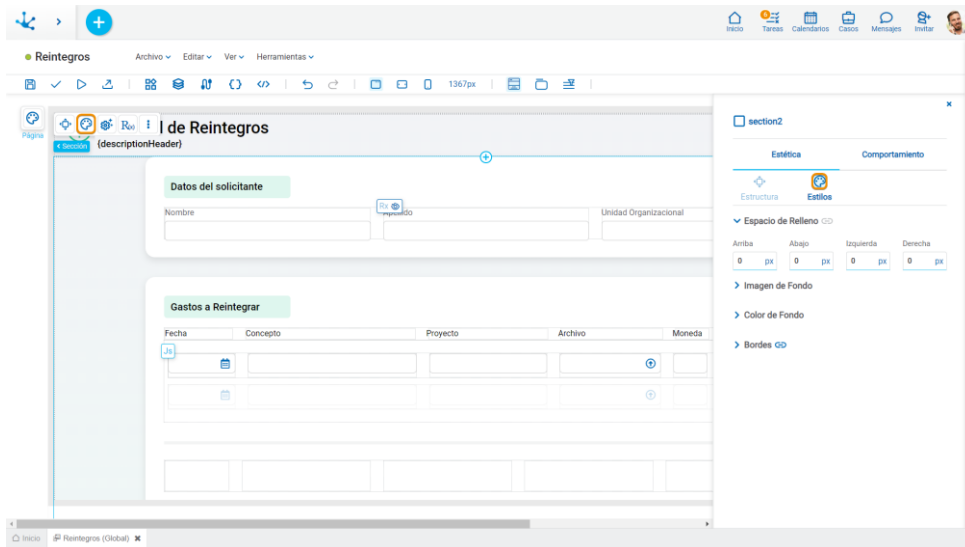 Inicio
6
Tareas
Calendarios
Casos
Mensajes
Invitar
Reintegros
Archivo
Editar
Ver
Herramientas
1367px
Página
R(x)
l de Reintegros
Sección
{descriptionHeader}
Datos del solicitante
Nombre
Rx
Apellido
Unidad Organizacional
Gastos a Reintegrar
Fecha
Concepto
Proyecto
Archivo
Moneda
Js
section2
Estética
Comportamiento
Estructura
Estilos
Espacio de Relleno
Arriba
Abajo
Izquierda
Derecha
0 px
0 px
0 px
0 px
Imagen de Fondo
Color de Fondo
Bordes
Inicio
Reintegros (Global)